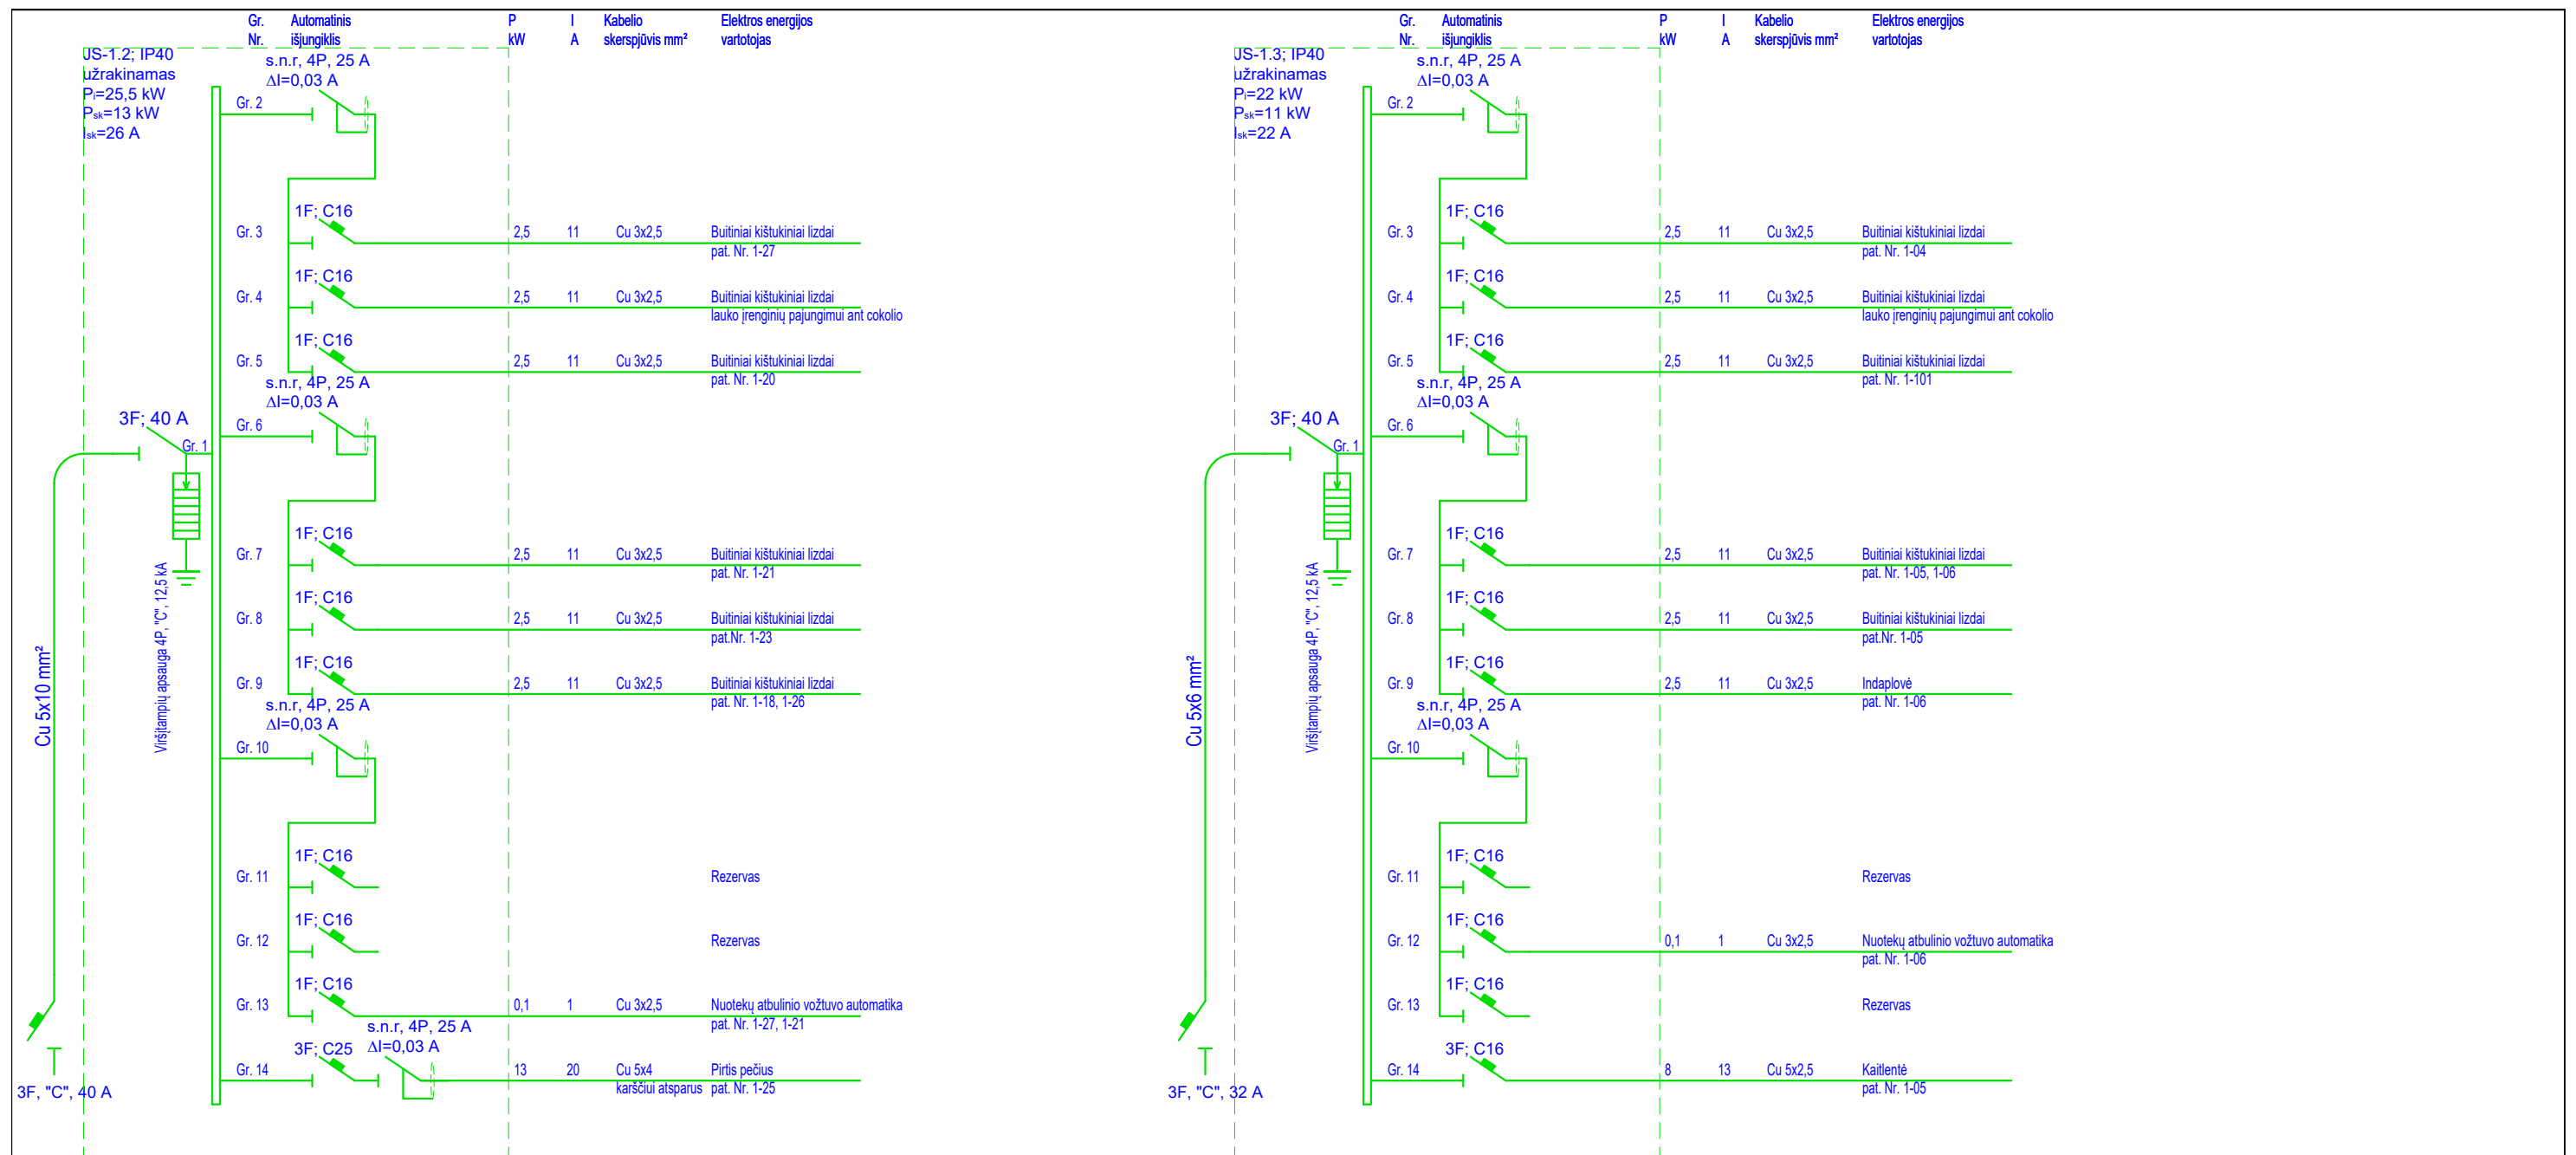 Gr. Automatinis P I Kabelio Elektros energijos
Nr. išjungiklis kW A skerspjūvis mm² vartotojas
JS-1.2; IP40
užrakinamas
Pi=25,5 kW
Psk=13 kW
Isk=26 A
s.n.r, 4P, 25 A
ΔI=0,03 A
Gr. 2
1F; C16
Gr. 3 2,5 11 Cu 3x2,5 Buitiniai kištukiniai lizdai
pat. Nr. 1-27
1F; C16
Gr. 4 2,5 11 Cu 3x2,5 Buitiniai kištukiniai lizdai
lauko įrenginių pajungimui ant cokolio
1F; C16
Gr. 5 2,5 11 Cu 3x2,5 Buitiniai kištukiniai lizdai
pat. Nr. 1-20
s.n.r, 4P, 25 A
ΔI=0,03 A
3F; 40 A
Gr. 6
Gr. 1
1F; C16
Gr. 7 2,5 11 Cu 3x2,5 Buitiniai kištukiniai lizdai
pat. Nr. 1-21
1F; C16
Gr. 8 2,5 11 Cu 3x2,5 Buitiniai kištukiniai lizdai
pat.Nr. 1-23
1F; C16
Gr. 9 2,5 11 Cu 3x2,5 Buitiniai kištukiniai lizdai
pat. Nr. 1-18, 1-26
Viršįtampių apsauga 4P, "C", 12,5 kA
Cu 5x10 mm²
s.n.r, 4P, 25 A
ΔI=0,03 A
Gr. 10
1F; C16
Gr. 11 Rezervas
1F; C16
Gr. 12 Rezervas
1F; C16
Gr. 13 0,1 1 Cu 3x2,5 Nuotekų atbulinio vožtuvo automatika
pat. Nr. 1-27, 1-21
s.n.r, 4P, 25 A
ΔI=0,03 A
3F; C25
Gr. 14 13 20 Cu 5x4 Pirtis pečius
karščiui atsparus pat. Nr. 1-25
3F, "C", 40 A
Gr. Automatinis P I Kabelio Elektros energijos
Nr. išjungiklis kW A skerspjūvis mm² vartotojas
JS-1.3; IP40
užrakinamas
Pi=22 kW
Psk=11 kW
Isk=22 A
s.n.r, 4P, 25 A
ΔI=0,03 A
Gr. 2
1F; C16
Gr. 3 2,5 11 Cu 3x2,5 Buitiniai kištukiniai lizdai
pat. Nr. 1-04
1F; C16
Gr. 4 2,5 11 Cu 3x2,5 Buitiniai kištukiniai lizdai
lauko įrenginių pajungimui ant cokolio
1F; C16
Gr. 5 2,5 11 Cu 3x2,5 Buitiniai kištukiniai lizdai
pat. Nr. 1-101
s.n.r, 4P, 25 A
ΔI=0,03 A
3F; 40 A
Gr. 6
Gr. 1
1F; C16
Gr. 7 2,5 11 Cu 3x2,5 Buitiniai kištukiniai lizdai
pat. Nr. 1-05, 1-06
1F; C16
Gr. 8 2,5 11 Cu 3x2,5 Buitiniai kištukiniai lizdai
pat.Nr. 1-05
1F; C16
Gr. 9 2,5 11 Cu 3x2,5 Indaplovė
pat. Nr. 1-06
Viršįtampių apsauga 4P, "C", 12,5 kA
Cu 5x6 mm²
s.n.r, 4P, 25 A
ΔI=0,03 A
Gr. 10
1F; C16
Gr. 11 Rezervas
1F; C16
Gr. 12 0,1 1 Cu 3x2,5 Nuotekų atbulinio vožtuvo automatika
pat. Nr. 1-06
1F; C16
Gr. 13 Rezervas
3F; C16
Gr. 14 8 13 Cu 5x2,5 Kaitlentė
pat. Nr. 1-05
3F, "C", 32 A